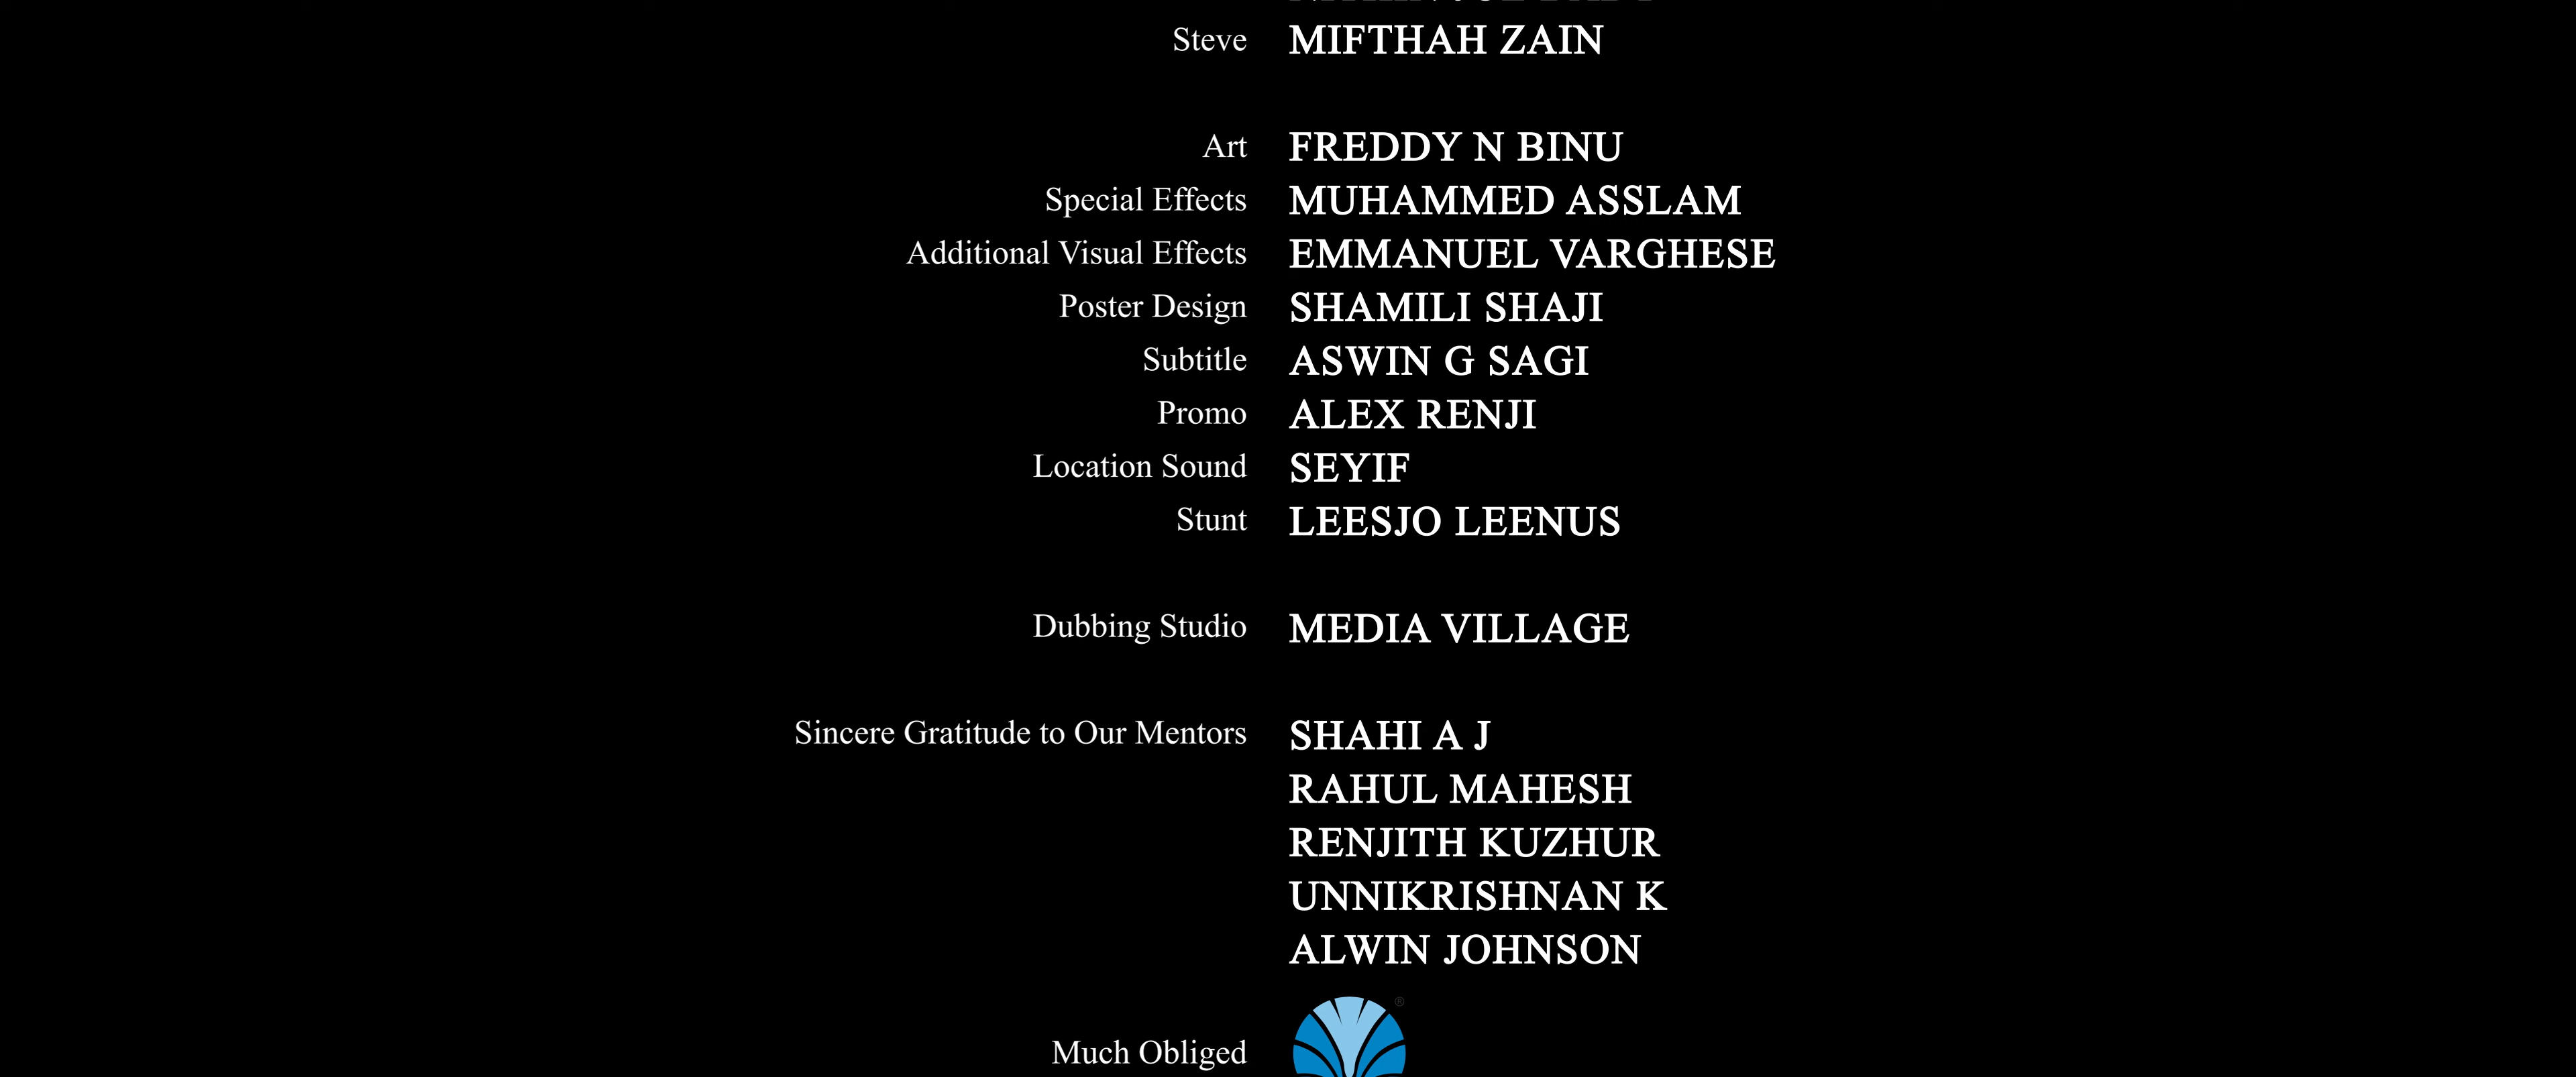 Steve MIFTHAH ZAIN
Art FREDDY N BINU
Special Effects MUHAMMED ASSLAM
Additional Visual Effects EMMANUEL VARGHESE
Poster Design SHAMILI SHAJI
Subtitle ASWIN G SAGI
Promo ALEX RENJI
Location Sound SEYIF
Stunt LEESJO LEENUS
Dubbing Studio MEDIA VILLAGE
Sincere Gratitude to Our Mentors SHAHI A J
RAHUL MAHESH
RENJITH KUZHUR
UNNIKRISHNAN K
ALWIN JOHNSON
®
Much Obliged